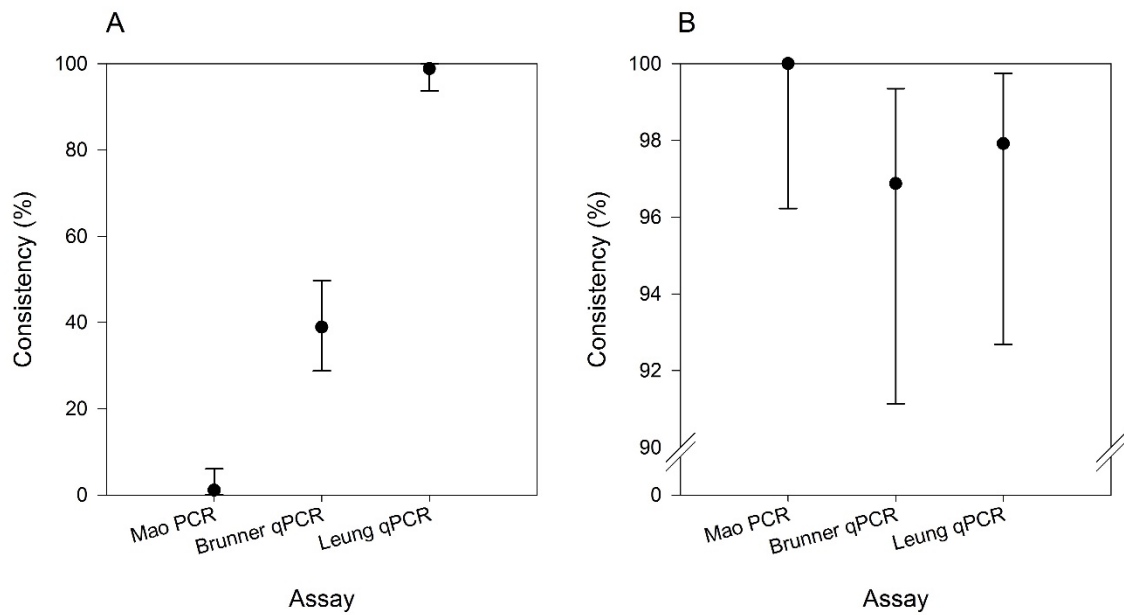 A
Consistency (%)
100
80
60
40
20
0
Mao PCR
Brunner qPCR
Leung qPCR
Assay
B
Consistency (%)
100
98
96
94
92
90
0
Mao PCR
Brunner qPCR
Leung qPCR
Assay